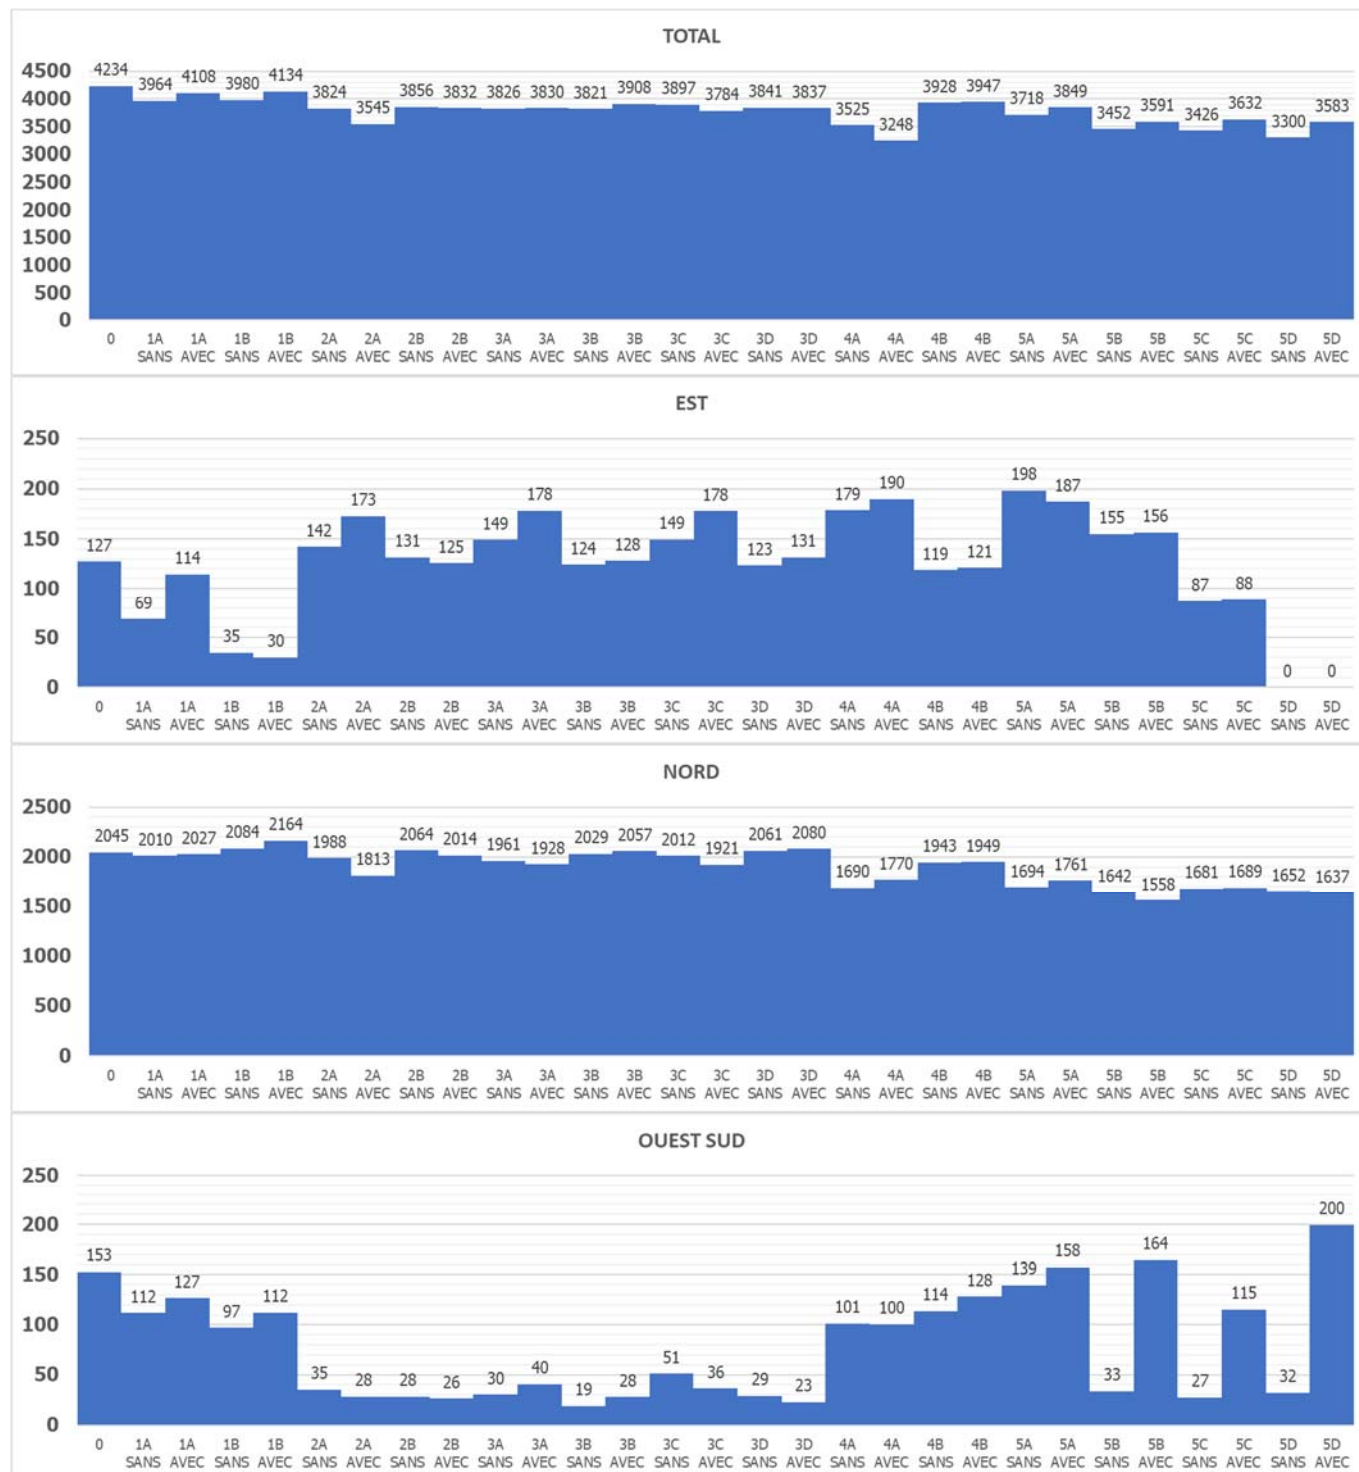 TOTAL
4500
4000
3500
3000
2500
2000
1500
1000
500
0
4234 3964 4108 3980 4134 3824 3545 3856 3832 3826 3830 3821 3908 3897 3784 3841 3837 3525 3248 3928 3947 3718 3849 3452 3591 3426 3632 3300 3583
0 1A 1A 1B 1B 2A 2A 2B 2B 3A 3A 3B 3B 3C 3C 3D 3D 4A 4A 4B 4B 5A 5A 5B 5B 5C 5C 5D 5D
SANS AVEC SANS AVEC SANS AVEC SANS AVEC SANS AVEC SANS AVEC SANS AVEC SANS AVEC SANS AVEC SANS AVEC SANS AVEC SANS AVEC SANS AVEC SANS AVEC
EST
250
200
150
100
50
0
127 69 114 35 30 142 173 131 125 149 178 124 128 149 178 123 131 179 190 119 121 198 187 155 156 87 88 0 0
0 1A 1A 1B 1B 2A 2A 2B 2B 3A 3A 3B 3B 3C 3C 3D 3D 4A 4A 4B 4B 5A 5A 5B 5B 5C 5C 5D 5D
SANS AVEC SANS AVEC SANS AVEC SANS AVEC SANS AVEC SANS AVEC SANS AVEC SANS AVEC SANS AVEC SANS AVEC SANS AVEC SANS AVEC SANS AVEC SANS AVEC
NORD
2500
2000
1500
1000
500
0
2045 2010 2027 2084 2164 1988 1813 2064 2014 1961 1928 2029 2057 2012 1921 2061 2080 1690 1770 1943 1949 1694 1761 1642 1558 1681 1689 1652 1637
0 1A 1A 1B 1B 2A 2A 2B 2B 3A 3A 3B 3B 3C 3C 3D 3D 4A 4A 4B 4B 5A 5A 5B 5B 5C 5C 5D 5D
SANS AVEC SANS AVEC SANS AVEC SANS AVEC SANS AVEC SANS AVEC SANS AVEC SANS AVEC SANS AVEC SANS AVEC SANS AVEC SANS AVEC SANS AVEC SANS AVEC
OUEST SUD
250
200
150
100
50
0
153 112 127 97 112 35 28 28 26 30 40 19 28 51 36 29 23 101 100 114 128 139 158 33 164 27 115 32 200
0 1A 1A 1B 1B 2A 2A 2B 2B 3A 3A 3B 3B 3C 3C 3D 3D 4A 4A 4B 4B 5A 5A 5B 5B 5C 5C 5D 5D
SANS AVEC SANS AVEC SANS AVEC SANS AVEC SANS AVEC SANS AVEC SANS AVEC SANS AVEC SANS AVEC SANS AVEC SANS AVEC SANS AVEC SANS AVEC SANS AVEC